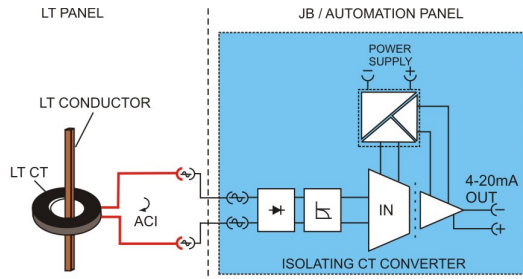 LT PANEL
JB / AUTOMATION PANEL
POWER
SUPPLY
− +
LT CONDUCTOR
LT CT
ACI
IN
4-20mA
OUT
−
+
ISOLATING CT CONVERTER